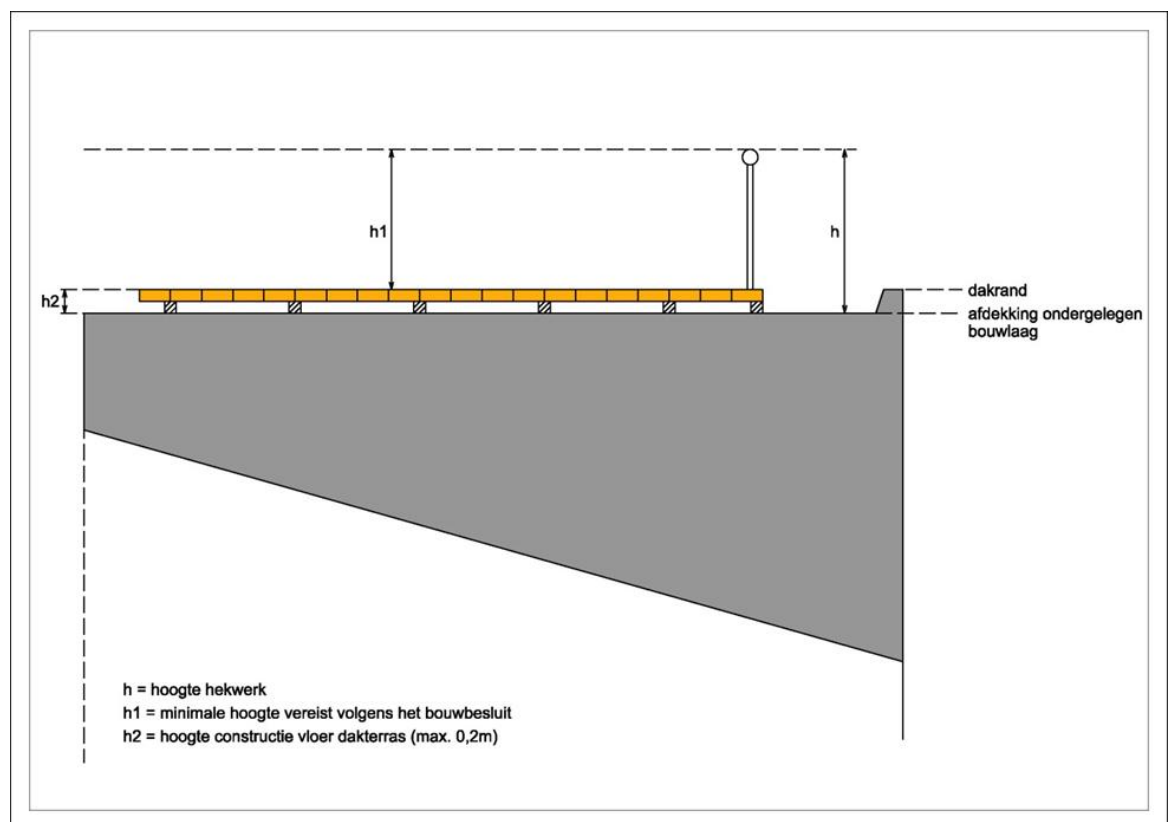 h1
h
h2
dakrand
afdekking ondergelegen
bouwlaag
h = hoogte hekwerk
h1 = minimale hoogte vereist volgens het bouwbesluit
h2 = hoogte constructie vloer dakterras (max. 0,2m)